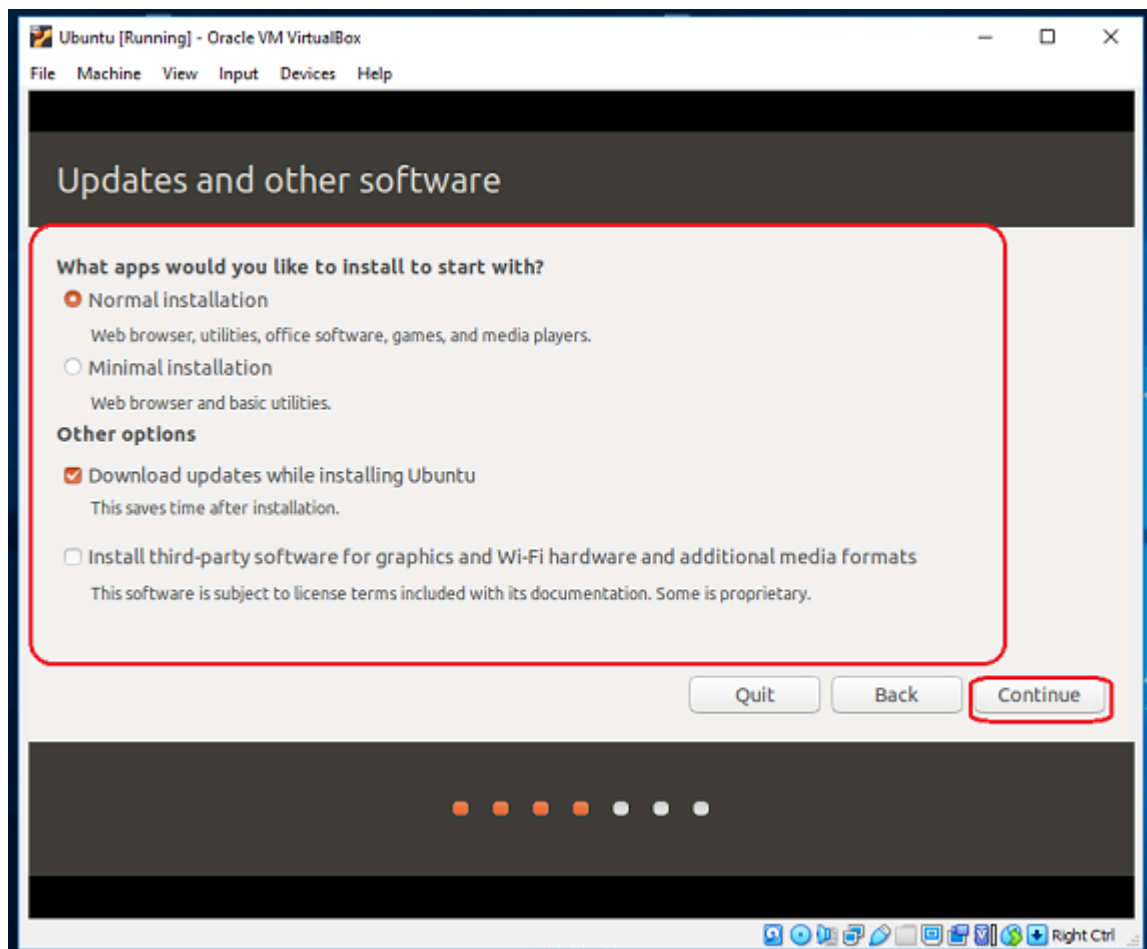 Ubuntu [Running] - Oracle VM VirtualBox
File Machine View Input Devices Help
Updates and other software
What apps would you like to install to start with?
Normal installation
Web browser, utilities, office software, games, and media players.
Minimal installation
Web browser and basic utilities.
Other options
Download updates while installing Ubuntu
This saves time after installation.
Install third-party software for graphics and Wi-Fi hardware and additional media formats
This software is subject to license terms included with its documentation. Some is proprietary.
Quit Back Continue
Right Ctrl